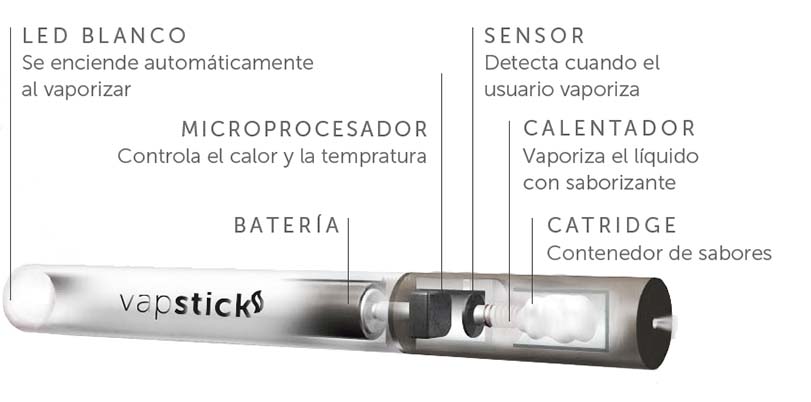 LED BLANCO
Se enciende automáticamente
al vaporizar
SENSOR
Detecta cuando el
usuario vaporiza
MICROPROCESADOR
Controla el calor y la tempratura
CALENTADOR
Vaporiza el líquido
con saborizante
BATERÍA
CATRIDGE
Contenedor de sabores
vapsticks